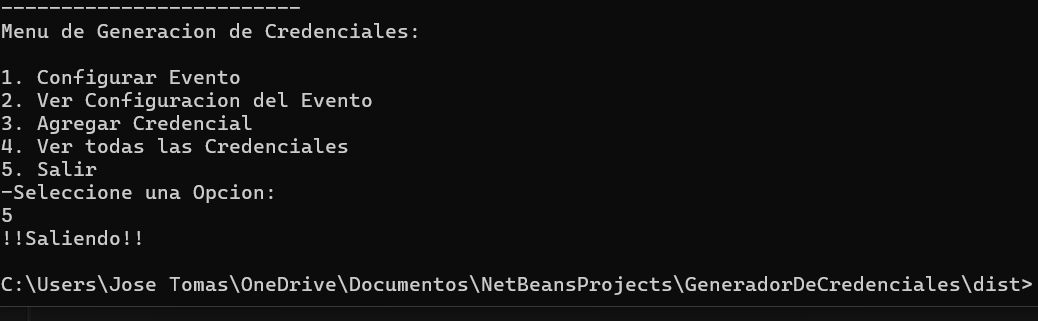 -------------------------
Menu de Generacion de Credenciales:
1. Configurar Evento
2. Ver Configuracion del Evento
3. Agregar Credencial
4. Ver todas las Credenciales
5. Salir
-Seleccione una Opcion:
5
!!Saliendo!!
C:\Users\Jose Tomas\OneDrive\Documentos\NetBeansProjects\GeneradorDeCredenciales\dist>